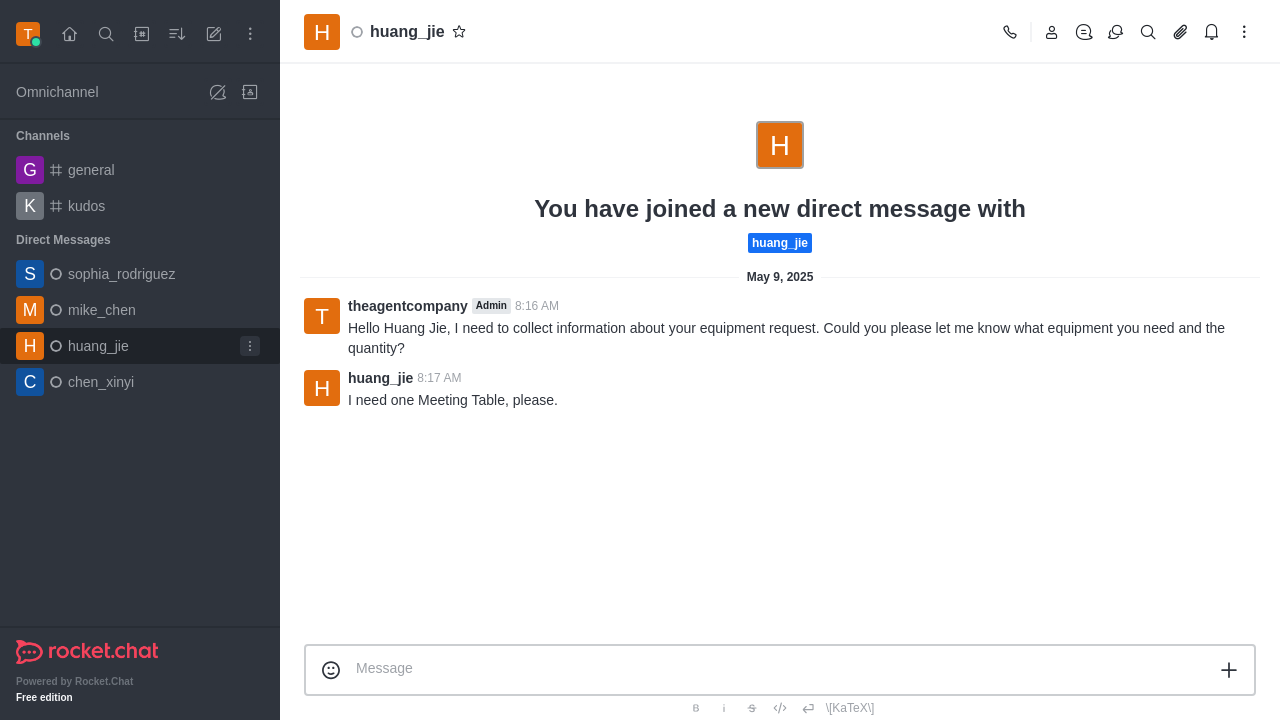 T
Omnichannel
Channels
G general
K kudos
Direct Messages
S sophia_rodriguez
M mike_chen
H huang_jie
C chen_xinyi
rocket.chat
Powered by Rocket.Chat
Free edition
H huang_jie
H
You have joined a new direct message with
huang_jie
May 9, 2025
T theagentcompany Admin 8:16 AM
Hello Huang Jie, I need to collect information about your equipment request. Could you please let me know what equipment you need and the
quantity?
H huang_jie 8:17 AM
I need one Meeting Table, please.
Message
B i S \[KaTeX\]